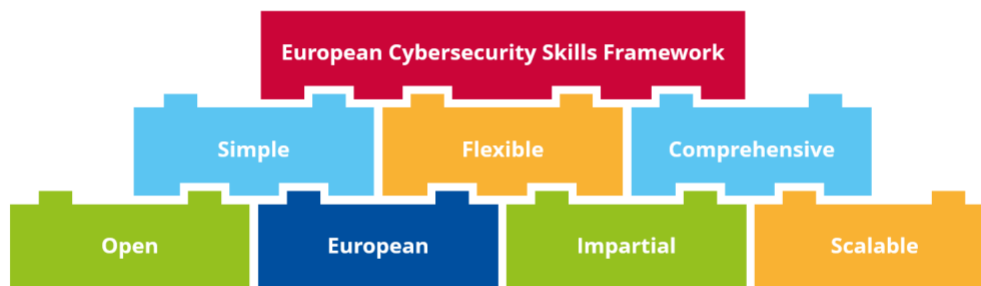 European Cybersecurity Skills Framework
Simple
Flexible
Comprehensive
Open
European
Impartial
Scalable